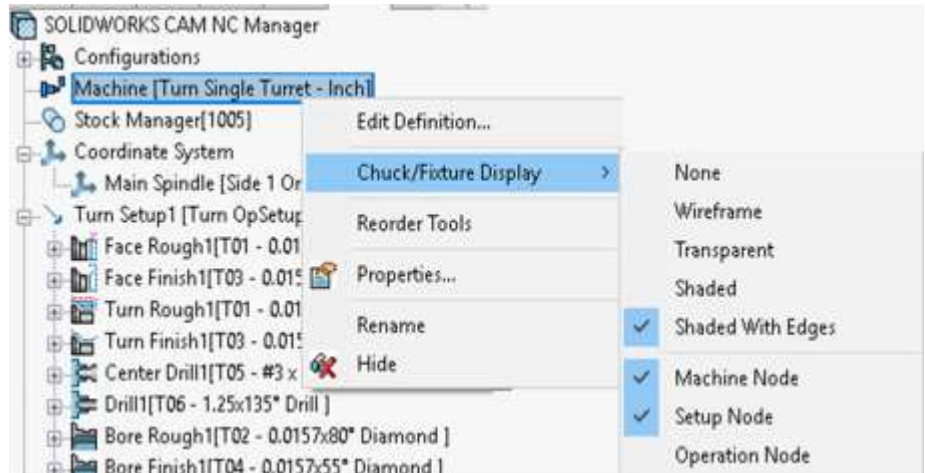 SOLIDWORKS CAM NC Manager
Configurations
Machine [Turn Single Turret - Inch]
Stock Manager[1005]
Coordinate System
Main Spindle [Side 1 Or
Turn Setup1 [Turn OpSetup
Face Rough1[T01 - 0.01
Face Finish1[T03 - 0.015
Turn Rough1[T01 - 0.01
Turn Finish1[T03 - 0.015
Center Drill1[T05 - #3 x
Drill1[T06 - 1.25x135° Drill ]
Bore Rough1[T02 - 0.0157x80° Diamond ]
Bore Finish1[T04 - 0.0157x55° Diamond ]
Edit Definition...
Chuck/Fixture Display
Reorder Tools
Properties...
Rename
Hide
None
Wireframe
Transparent
Shaded
Shaded With Edges
Machine Node
Setup Node
Operation Node